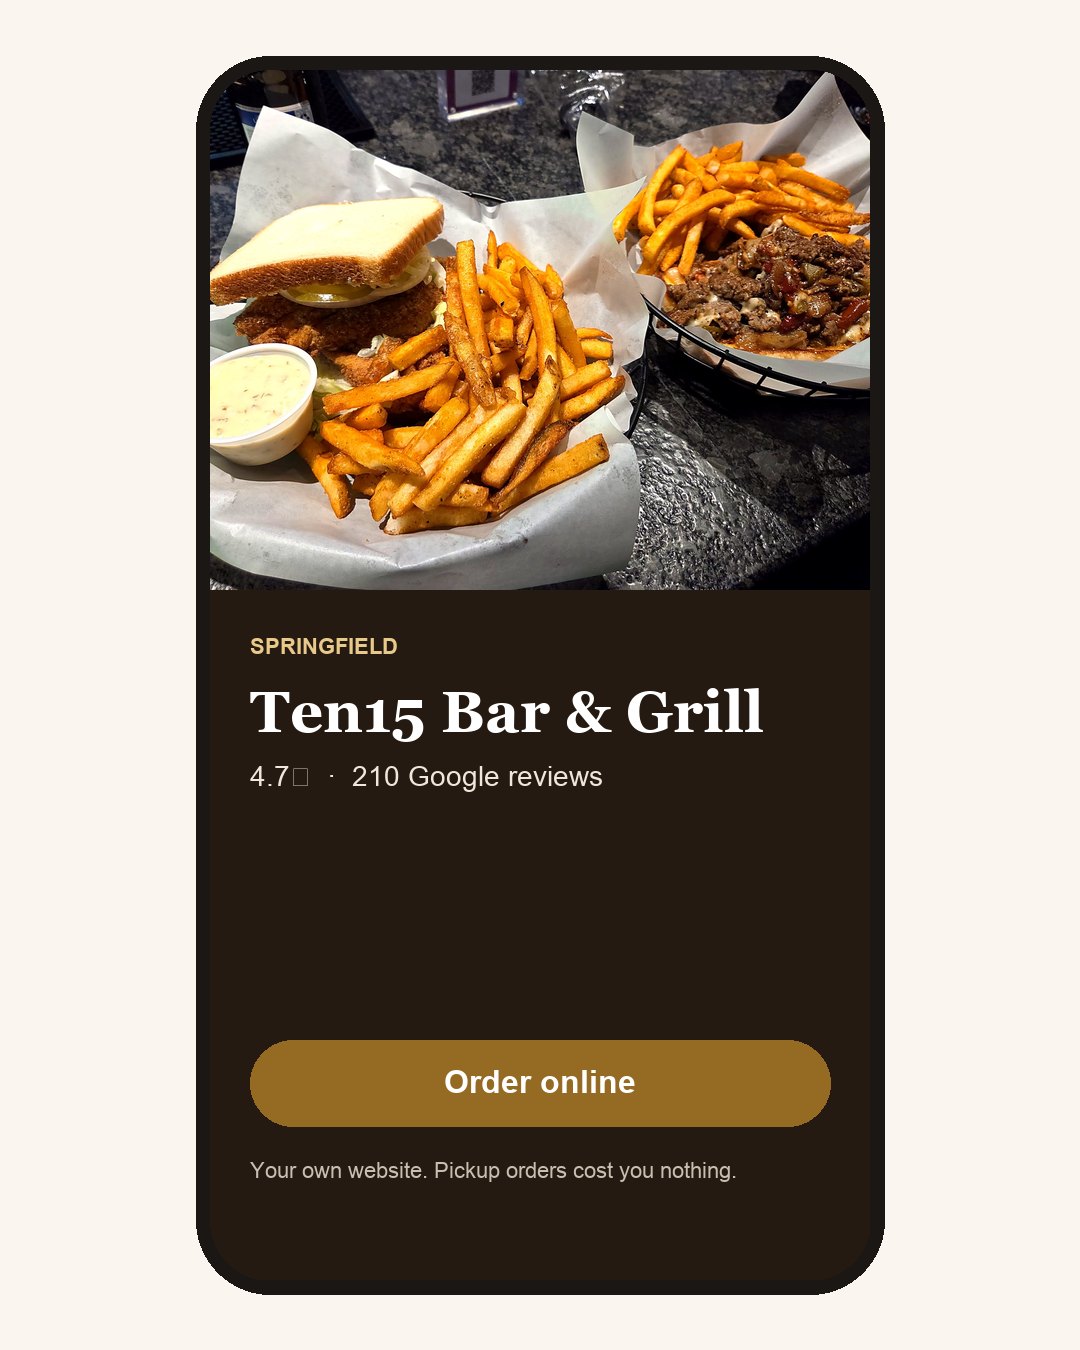 SPRINGFIELD
Ten15 Bar & Grill
4.7□ · 210 Google reviews
Order online
Your own website. Pickup orders cost you nothing.